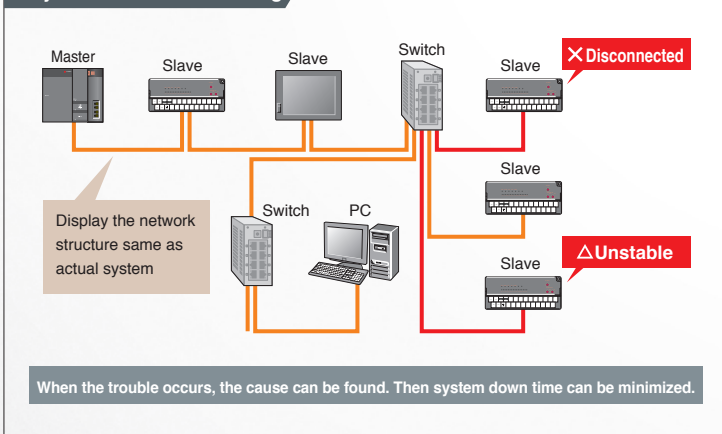 Master
Slave
Slave
Switch
Slave
×Disconnected
Slave
Display the network
structure same as
actual system
Switch
PC
Slave
△Unstable
When the trouble occurs, the cause can be found. Then system down time can be minimized.